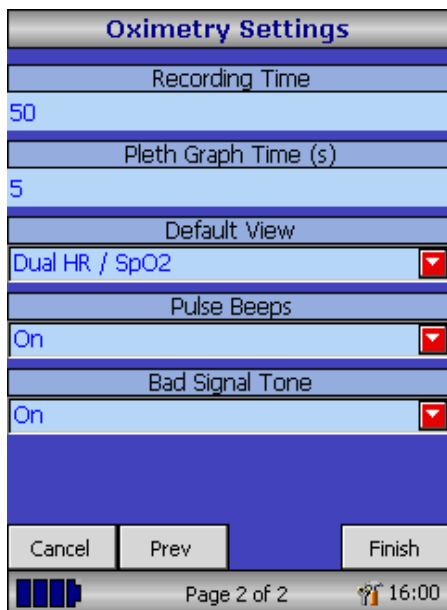 Oximetry Settings
Recording Time
50
Pleth Graph Time (s)
5
Default View
Dual HR / SpO2
Pulse Beeps
On
Bad Signal Tone
On
Cancel Prev Finish
Page 2 of 2 16:00